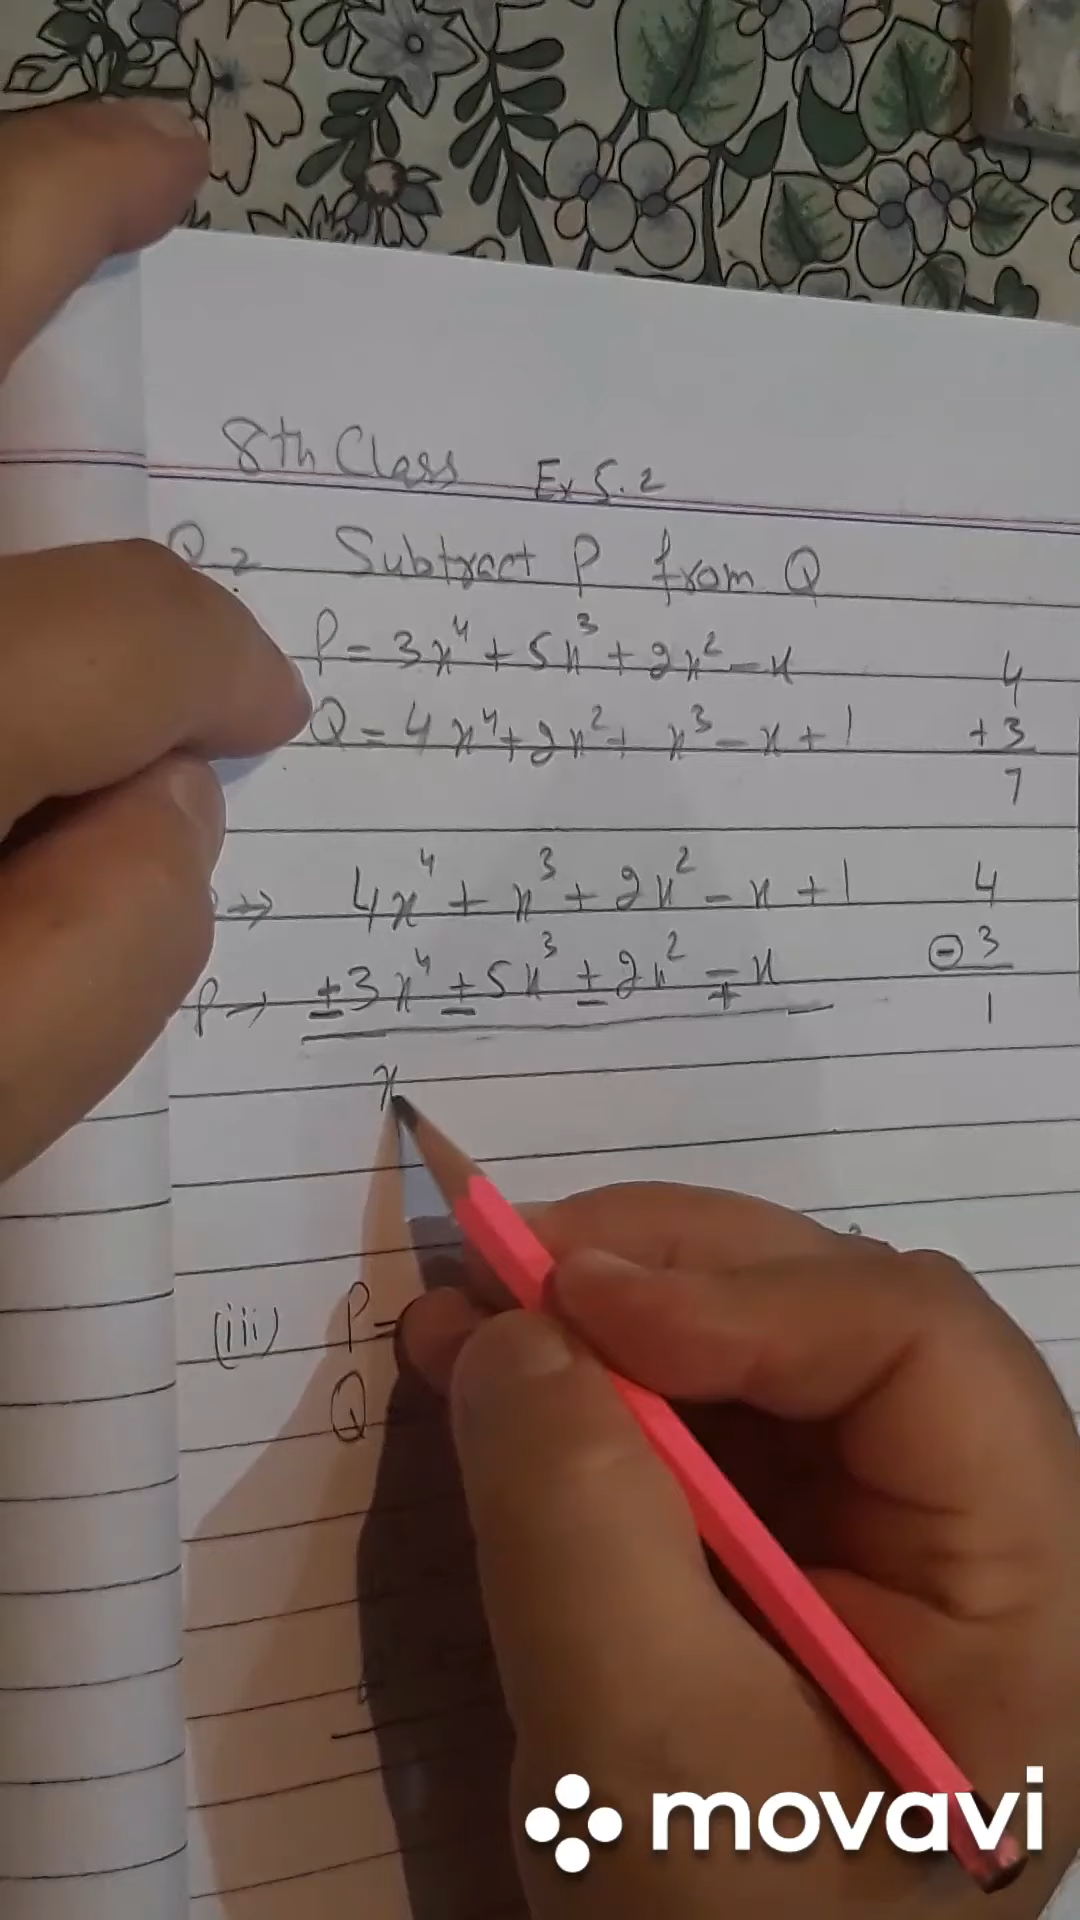 8th Class Ex 5.2
Q2 Subtract P from Q
P = 3x⁴ + 5x³ + 2x² - x
Q = 4x⁴ + 2x² + x³ - x + 1
4
+3
7
→ 4x⁴ + x³ + 2x² - x + 1
P → ±3x⁴ ± 5x³ ± 2x² ∓ x
4
⊖3
1
x
(iii) P =
Q
movavi